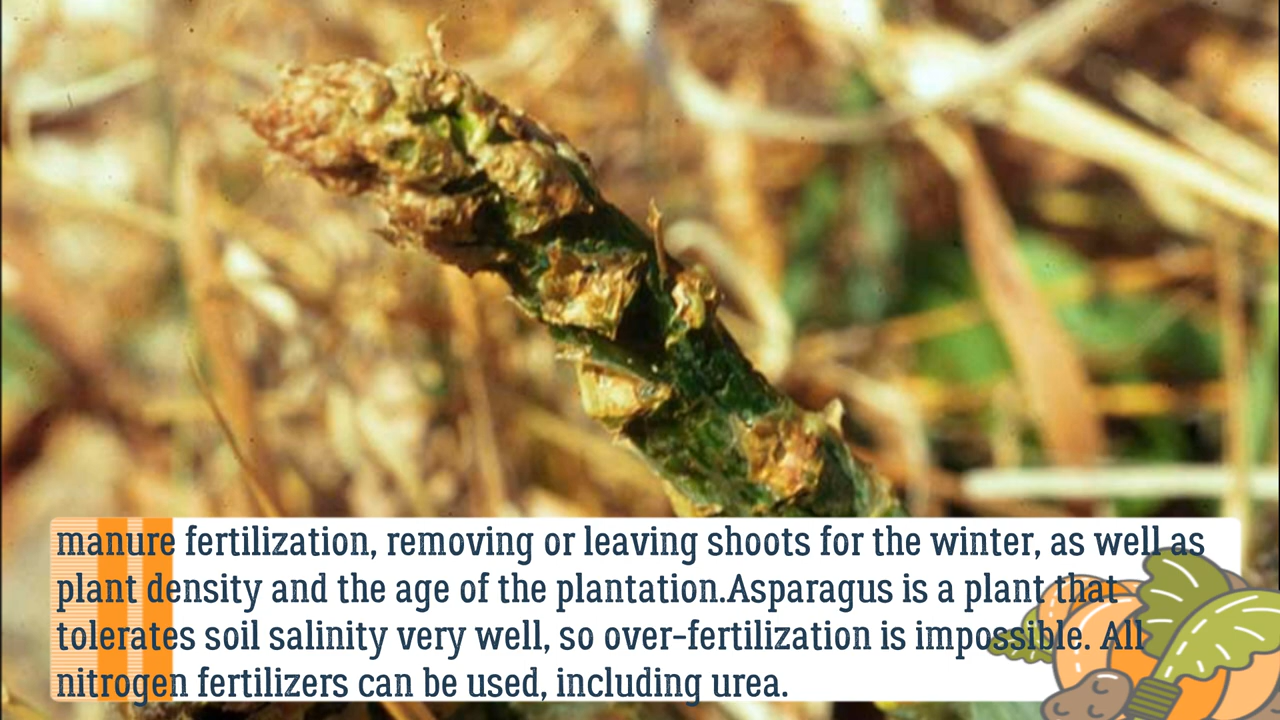 manure fertilization, removing or leaving shoots for the winter, as well as
plant density and the age of the plantation.Asparagus is a plant that
tolerates soil salinity very well, so over-fertilization is impossible. All
nitrogen fertilizers can be used, including urea.